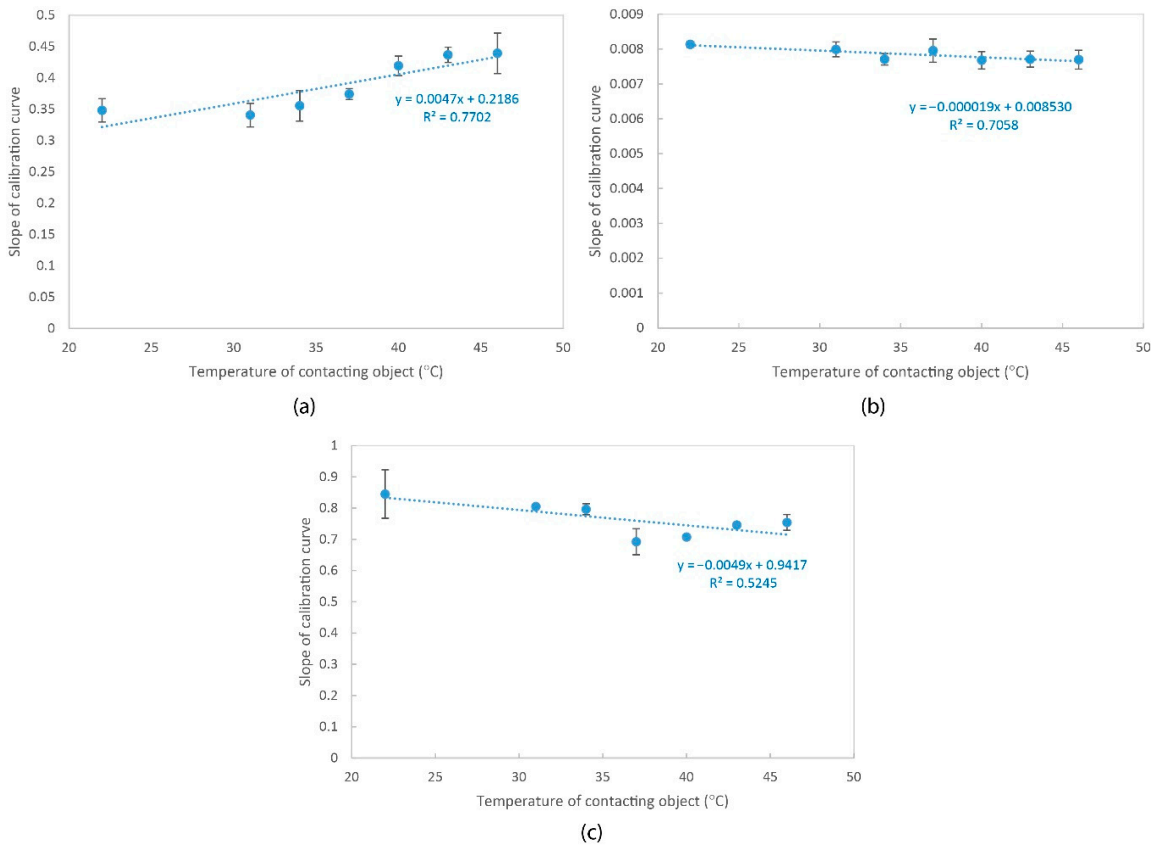 0.5
0.45
0.4
0.35
0.3
0.25
0.2
0.15
0.1
0.05
0
Slope of calibration curve
y = 0.0047x + 0.2186
R² = 0.7702
20 25 30 35 40 45 50
Temperature of contacting object (°C)
(a)
0.009
0.008
0.007
0.006
0.005
0.004
0.003
0.002
0.001
0
Slope of calibration curve
y = −0.000019x + 0.008530
R² = 0.7058
20 25 30 35 40 45 50
Temperature of contacting object (°C)
(b)
1
0.9
0.8
0.7
0.6
0.5
0.4
0.3
0.2
0.1
0
Slope of calibration curve
y = −0.0049x + 0.9417
R² = 0.5245
20 25 30 35 40 45 50
Temperature of contacting object (°C)
(c)